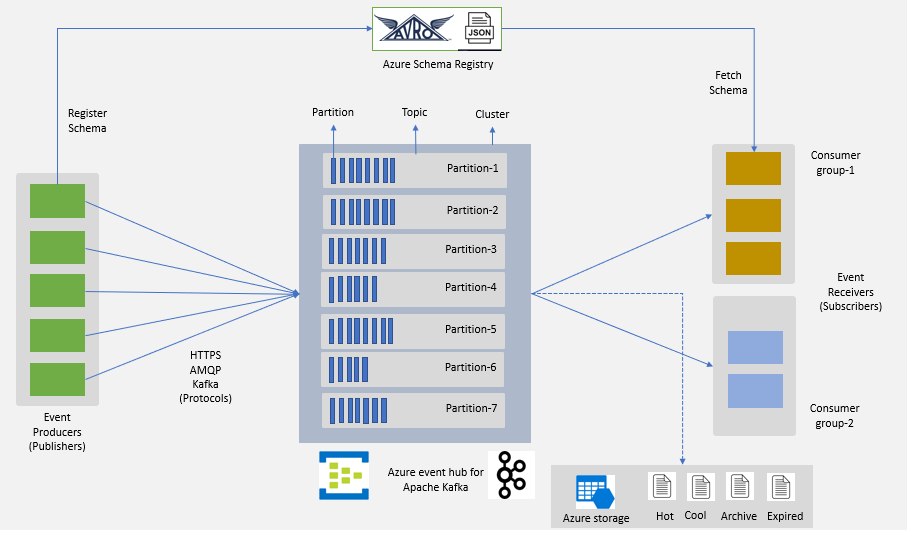 AVRO
JSON
Azure Schema Registry
Fetch
Schema
Register
Schema
Partition
Topic
Cluster
Partition-1
Partition-2
Partition-3
Partition-4
Partition-5
Partition-6
Partition-7
Consumer
group-1
Event
Receivers
(Subscribers)
Consumer
group-2
HTTPS
AMQP
Kafka
(Protocols)
Event
Producers
(Publishers)
Azure event hub for
Apache Kafka
Azure storage
Hot
Cool
Archive
Expired